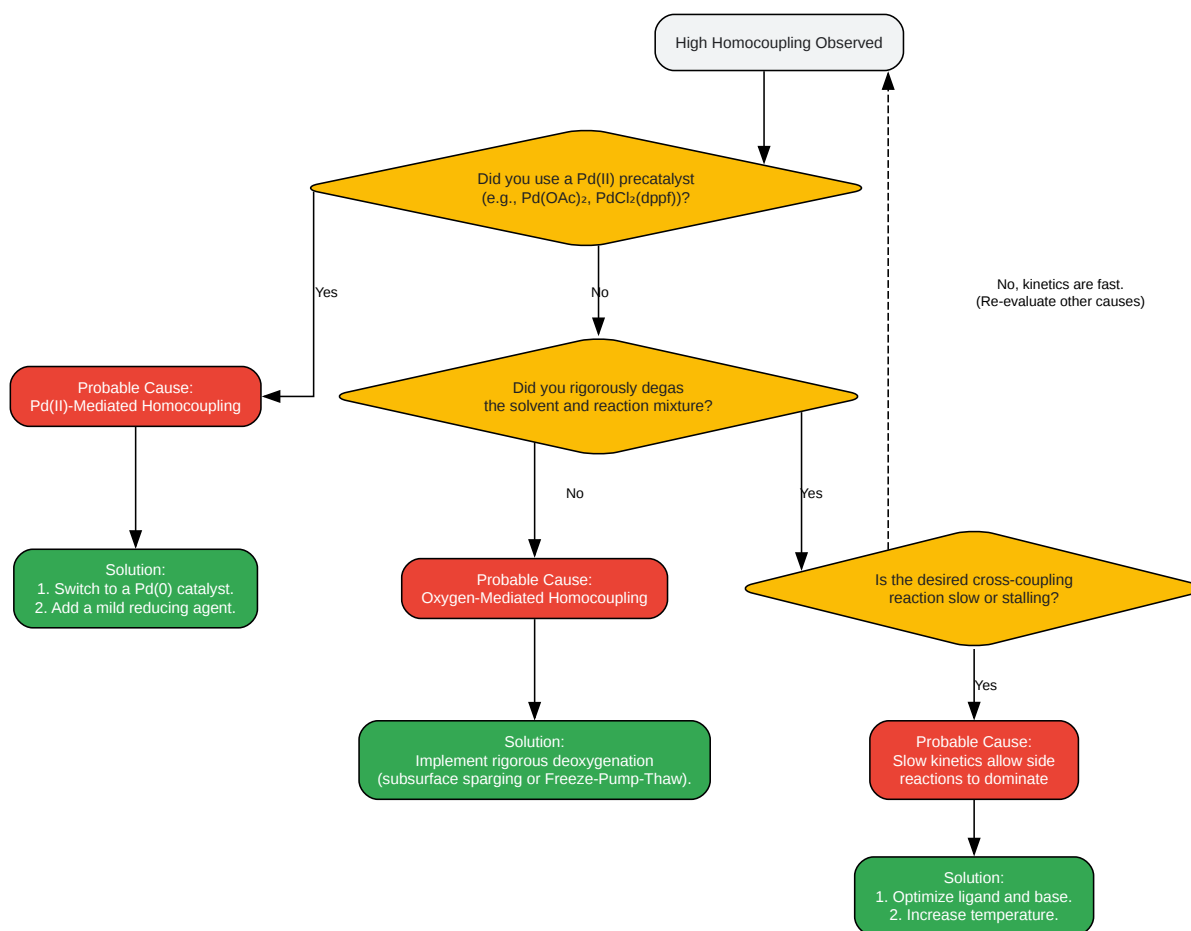 High Homocoupling Observed
Did you use a Pd(II) precatalyst
(e.g., Pd(OAc)₂, PdCl₂(dppf))?
No, kinetics are fast.
(Re-evaluate other causes)
Yes
No
Probable Cause:
Pd(II)-Mediated Homocoupling
Did you rigorously degas
the solvent and reaction mixture?
No
Yes
Solution:
1. Switch to a Pd(0) catalyst.
2. Add a mild reducing agent.
Probable Cause:
Oxygen-Mediated Homocoupling
Is the desired cross-coupling
reaction slow or stalling?
Yes
Solution:
Implement rigorous deoxygenation
(subsurface sparging or Freeze-Pump-Thaw).
Probable Cause:
Slow kinetics allow side
reactions to dominate
Solution:
1. Optimize ligand and base.
2. Increase temperature.